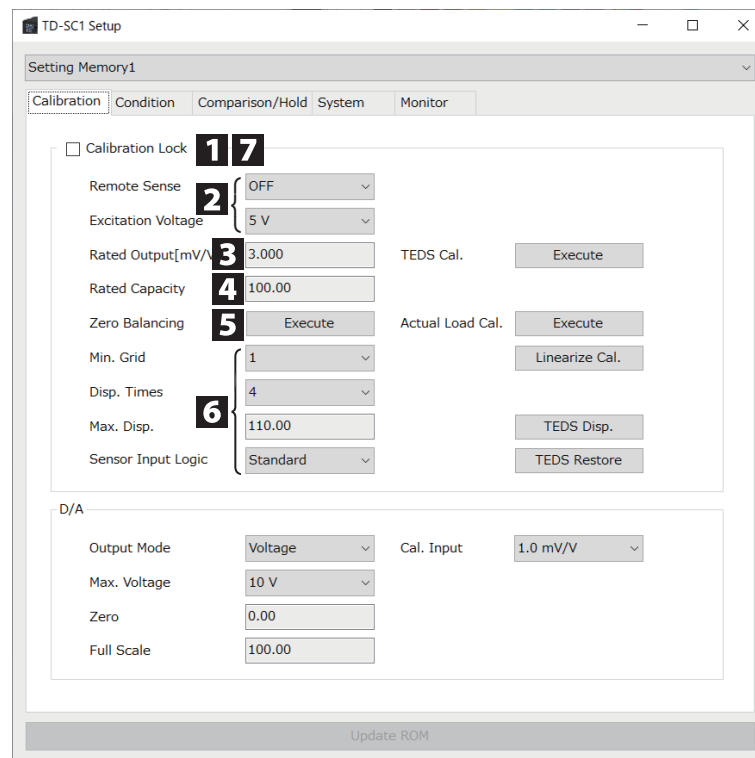 TD-SC1 Setup
Setting Memory1
Calibration Condition Comparison/Hold System Monitor
Calibration Lock 1 7
Remote Sense OFF
2
Excitation Voltage 5 V
Rated Output[mV/V 3 3.000 TEDS Cal. Execute
Rated Capacity 4 100.00
Zero Balancing 5 Execute Actual Load Cal. Execute
Min. Grid 1 Linearize Cal.
Disp. Times 4
6
Max. Disp. 110.00 TEDS Disp.
Sensor Input Logic Standard TEDS Restore
D/A
Output Mode Voltage Cal. Input 1.0 mV/V
Max. Voltage 10 V
Zero 0.00
Full Scale 100.00
Update ROM